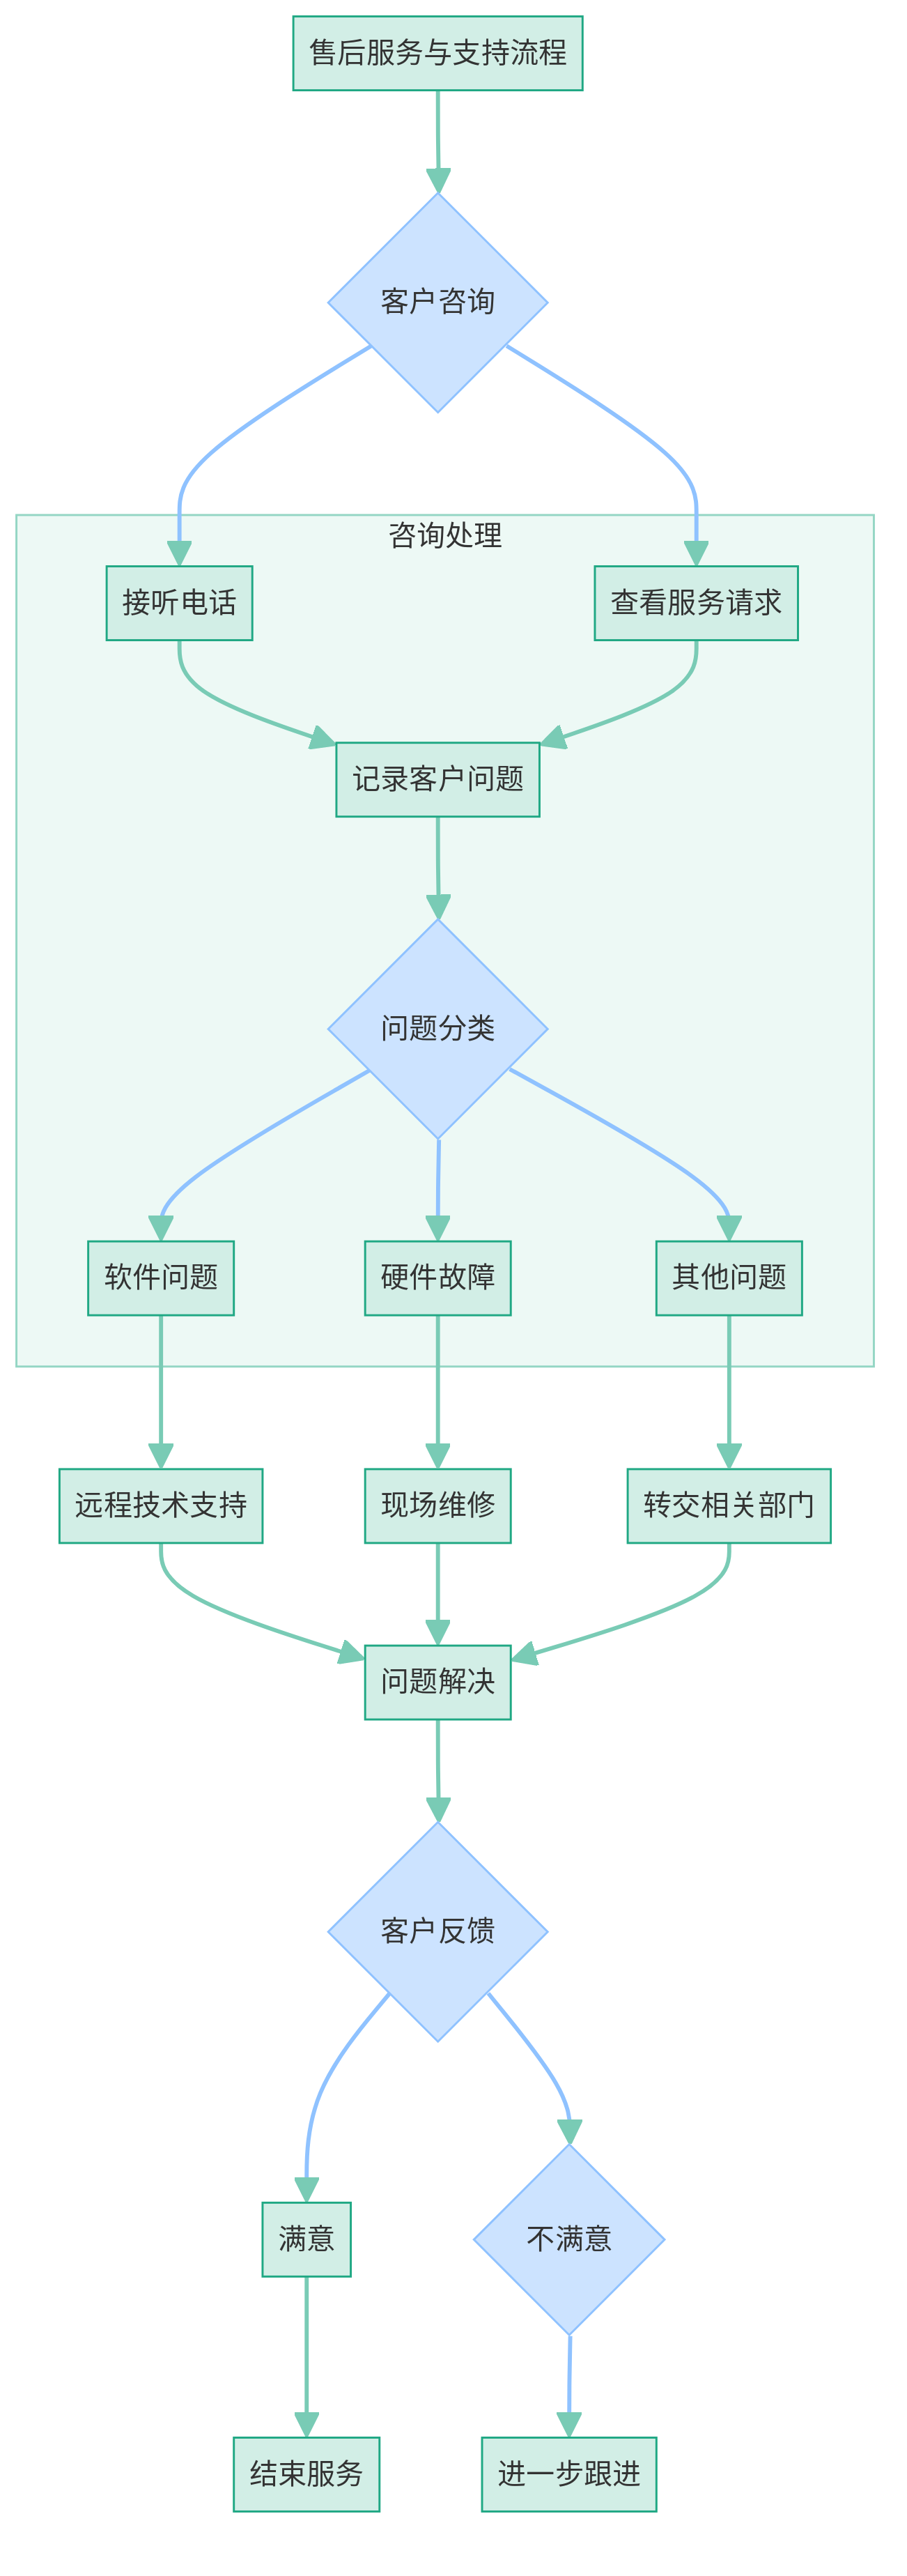 售后服务与支持流程
客户咨询
咨询处理
接听电话
查看服务请求
记录客户问题
问题分类
软件问题
硬件故障
其他问题
远程技术支持
现场维修
转交相关部门
问题解决
客户反馈
满意
不满意
结束服务
进一步跟进